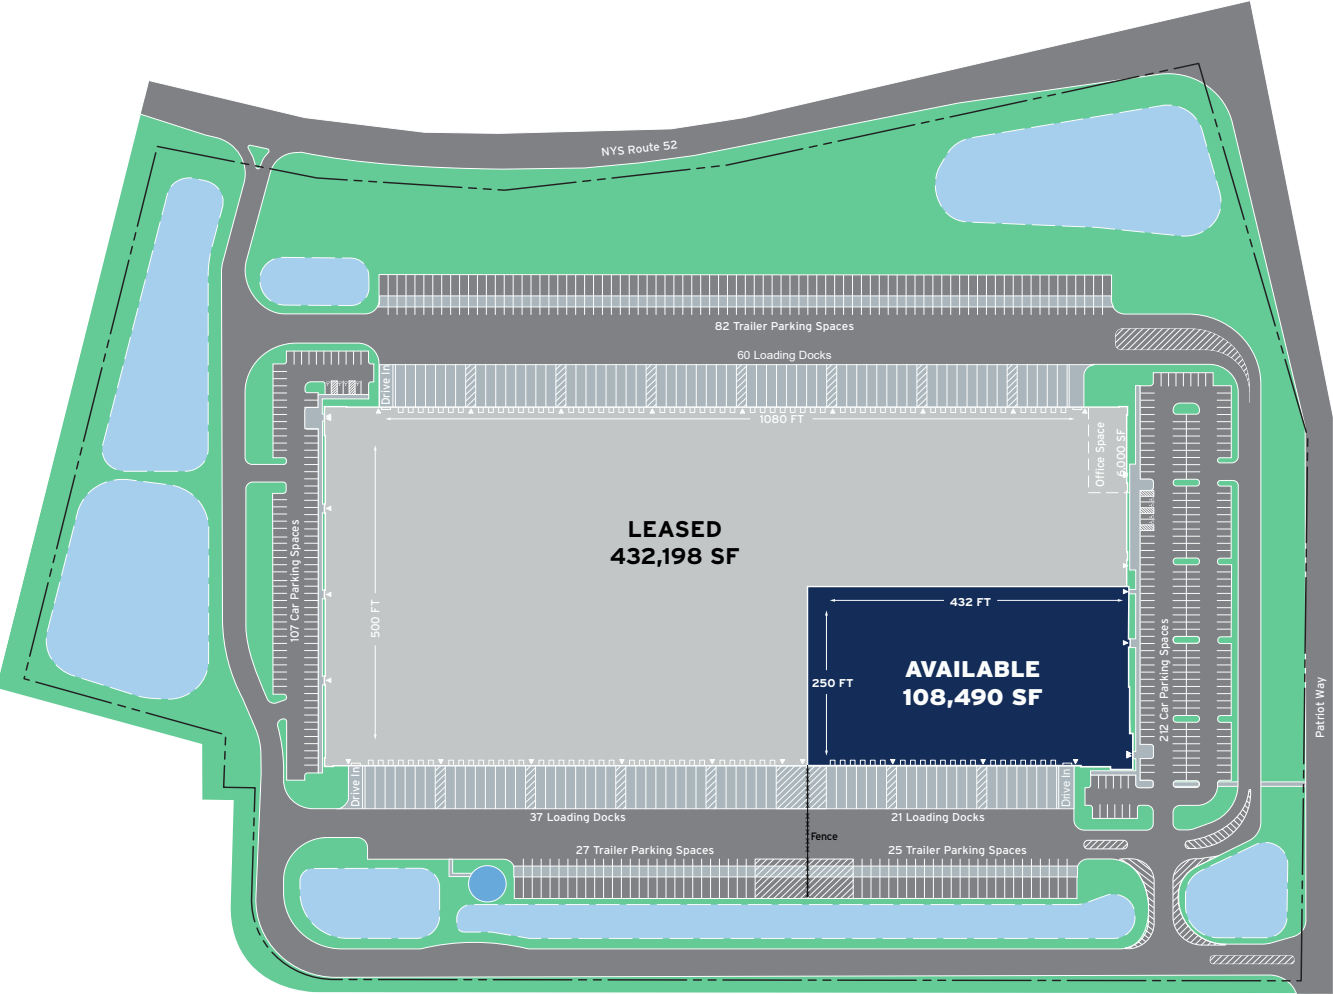 NYS Route 52
82 Trailer Parking Spaces
60 Loading Docks
Drive In
1080 FT
Office Space
6,000 SF
LEASED
432,198 SF
107 Car Parking Spaces
500 FT
432 FT
250 FT
AVAILABLE
108,490 SF
212 Car Parking Spaces
Patriot Way
Drive In
Drive In
37 Loading Docks
21 Loading Docks
Fence
27 Trailer Parking Spaces
25 Trailer Parking Spaces